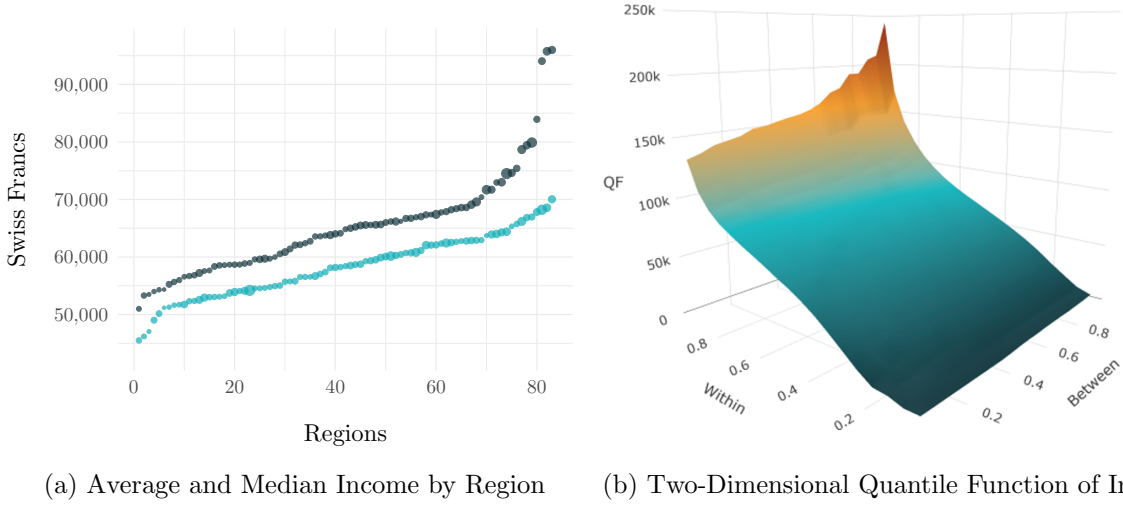 Swiss Francs
90,000
80,000
70,000
60,000
50,000
0 20 40 60 80
Regions
(a) Average and Median Income by Region
250k
200k
150k
100k
50k
0
QF
0.8
0.6
0.4
0.2
Within
0.8
0.6
0.4
0.2
Between
(b) Two-Dimensional Quantile Function of